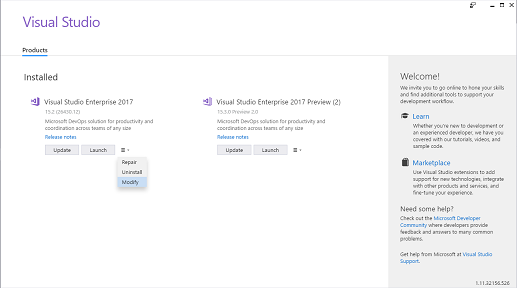 Visual Studio
Products
Installed
Visual Studio Enterprise 2017
15.2 (26430.12)
Microsoft DevOps solution for productivity and
coordination across teams of any size
Release notes
Update
Launch
Repair
Uninstall
Modify
Visual Studio Enterprise 2017 Preview (2)
15.3.0 Preview 2.0
Microsoft DevOps solution for productivity and
coordination across teams of any size
Release notes
Update
Launch
Welcome!
We invite you to go online to hone your skills
and find additional tools to support your
development workflow.
Learn
Whether you're new to development or
an experienced developer, we have you
covered with our tutorials, videos, and
sample code.
Marketplace
Use Visual Studio extensions to add
support for new technologies, integrate
with other products and services, and
fine-tune your experience.
Need some help?
Check out the Microsoft Developer
Community where developers provide
feedback and answers to many common
problems.
Get help from Microsoft at Visual Studio
Support.
1.11.32156.526